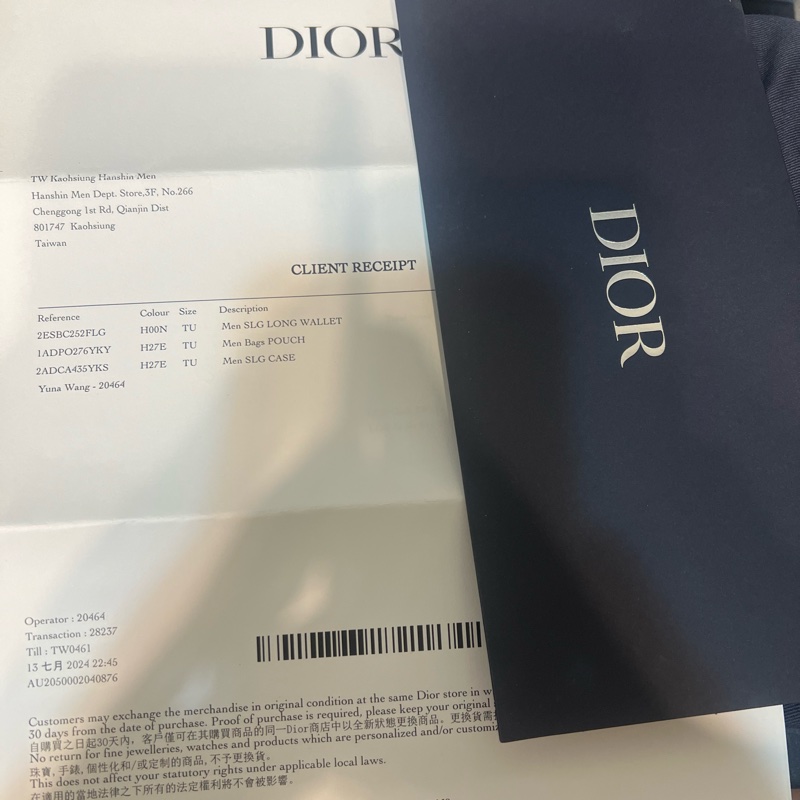 DIOR
TW Kaohsiung Hanshin Men
Hanshin Men Dept. Store,3F, No.266
Chenggong 1st Rd, Qianjin Dist
801747 Kaohsiung
Taiwan
CLIENT RECEIPT
Reference Colour Size Description
2ESBC252FLG H00N TU Men SLG LONG WALLET
1ADPO276YKY H27E TU Men Bags POUCH
2ADCA435YKS H27E TU Men SLG CASE
Yuna Wang - 20464
Operator : 20464
Transaction : 28237
Till : TW0461
13 七月 2024 22:45
AU2050002040876
Customers may exchange the merchandise in original condition at the same Dior store in w
30 days from the date of purchase. Proof of purchase is required, please keep your original
自購買之日起30天內，客戶僅可在其購買商品的同一Dior商店中以全新狀態更換商品。更換貨需
No return for fine jewelleries, watches and products which are personalized and/or customiz
珠寶,手錶,個性化和/或定制的商品,不予更換貨。
This does not affect your statutory rights under applicable local laws.
在適用的當地法律之下所有的法定權利將不會被影響。
DIOR